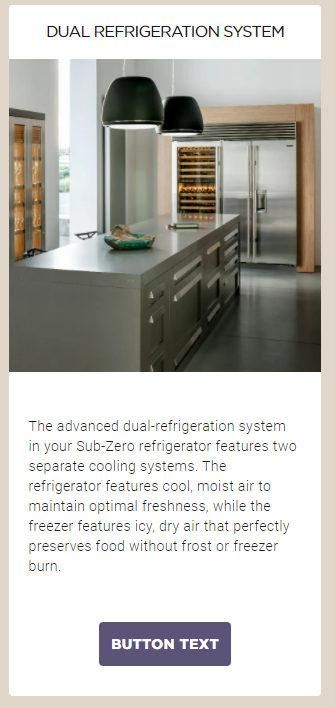 DUAL REFRIGERATION SYSTEM
The advanced dual-refrigeration system
in your Sub-Zero refrigerator features two
separate cooling systems. The
refrigerator features cool, moist air to
maintain optimal freshness, while the
freezer features icy, dry air that perfectly
preserves food without frost or freezer
burn.
BUTTON TEXT